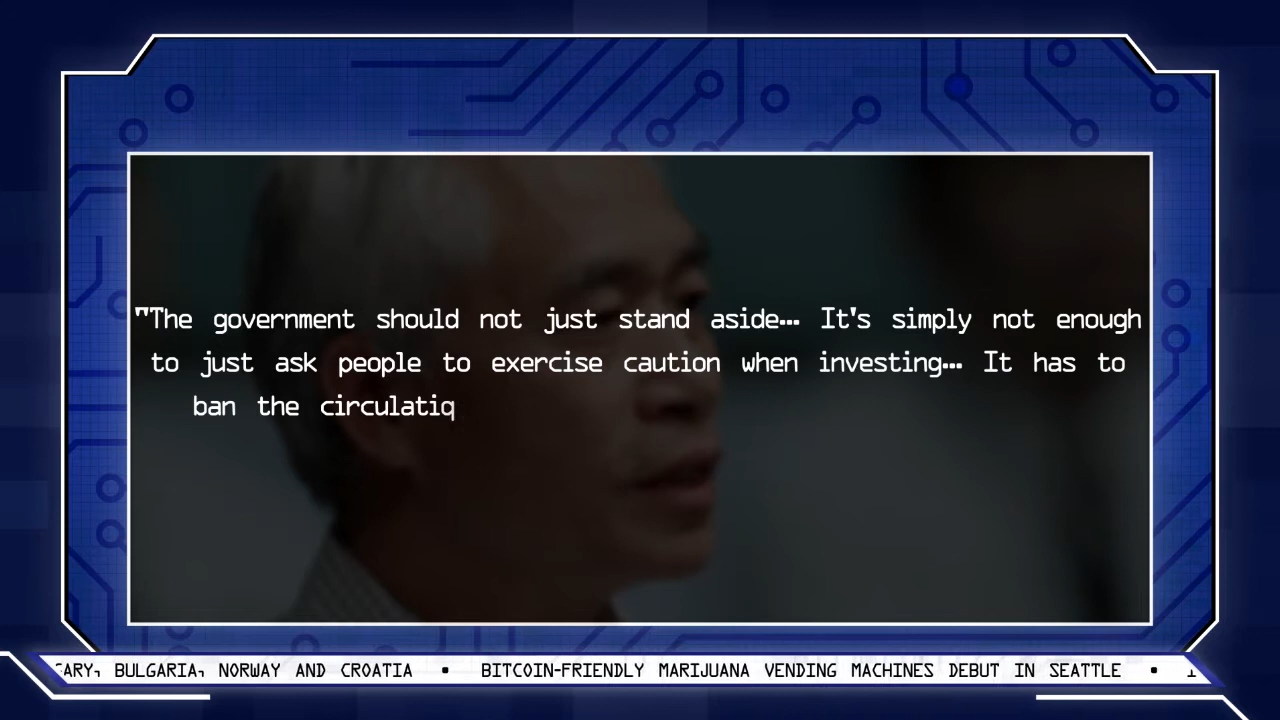 "The government should not just stand aside… It's simply not enough
to just ask people to exercise caution when investing… It has to
ban the circulatiq
GARY, BULGARIA, NORWAY AND CROATIA • BITCOIN-FRIENDLY MARIJUANA VENDING MACHINES DEBUT IN SEATTLE •